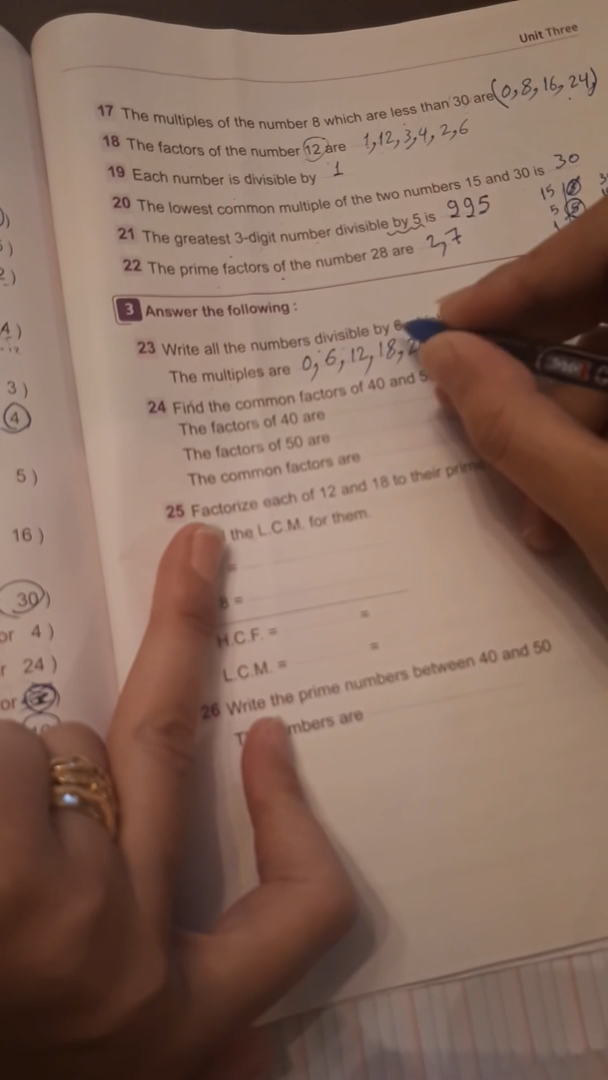 Unit Three
17 The multiples of the number 8 which are less than 30 are (0, 8, 16, 24)
18 The factors of the number 12 are 1, 12, 3, 4, 2, 6
19 Each number is divisible by 1
20 The lowest common multiple of the two numbers 15 and 30 is 30
21 The greatest 3-digit number divisible by 5 is 995
22 The prime factors of the number 28 are 2, 7
15
5
3 Answer the following :
23 Write all the numbers divisible by 6
The multiples are 0, 6, 12, 18,
24 Find the common factors of 40 and 5
The factors of 40 are
The factors of 50 are
The common factors are
25 Factorize each of 12 and 18 to their prime
the L.C.M. for them.
=
8 =
H.C.F. = =
L.C.M. = =
26 Write the prime numbers between 40 and 50
mbers are
4 )
3 )
4
5 )
16 )
30 )
or 4 )
r 24 )
or